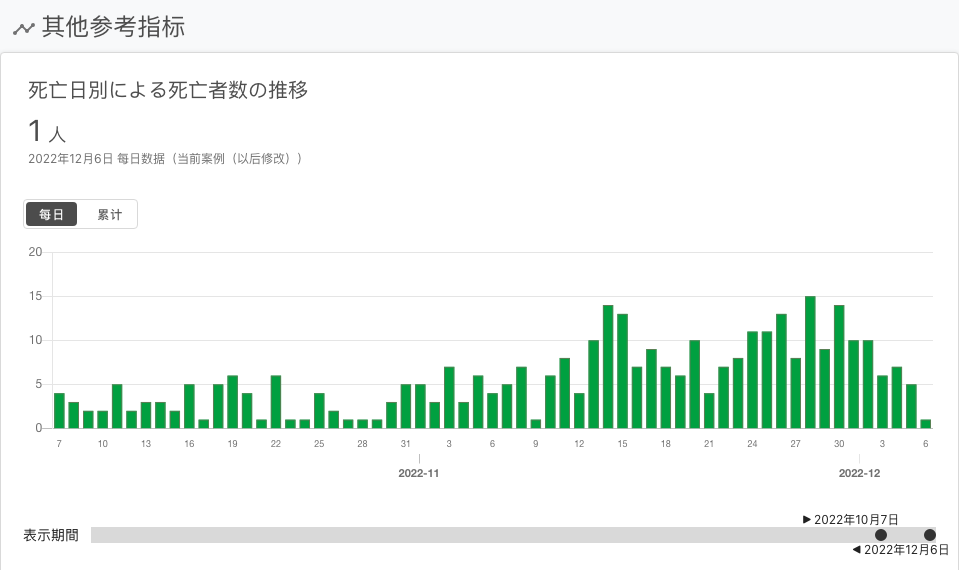 其他参考指标
死亡日別による死亡者数の推移
1 人
2022年12月6日 每日数据（当前案例（以后修改））
每日 累计
20
15
10
5
0
7 10 13 16 19 22 25 28 31 3 6 9 12 15 18 21 24 27 30 3 6
2022-11 2022-12
▶ 2022年10月7日
表示期間
◀ 2022年12月6日